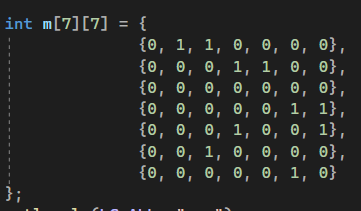 int m[7][7] = {
{0, 1, 1, 0, 0, 0, 0},
{0, 0, 0, 1, 1, 0, 0},
{0, 0, 0, 0, 0, 0, 0},
{0, 0, 0, 0, 0, 1, 1},
{0, 0, 0, 1, 0, 0, 1},
{0, 0, 1, 0, 0, 0, 0},
{0, 0, 0, 0, 0, 1, 0}
};